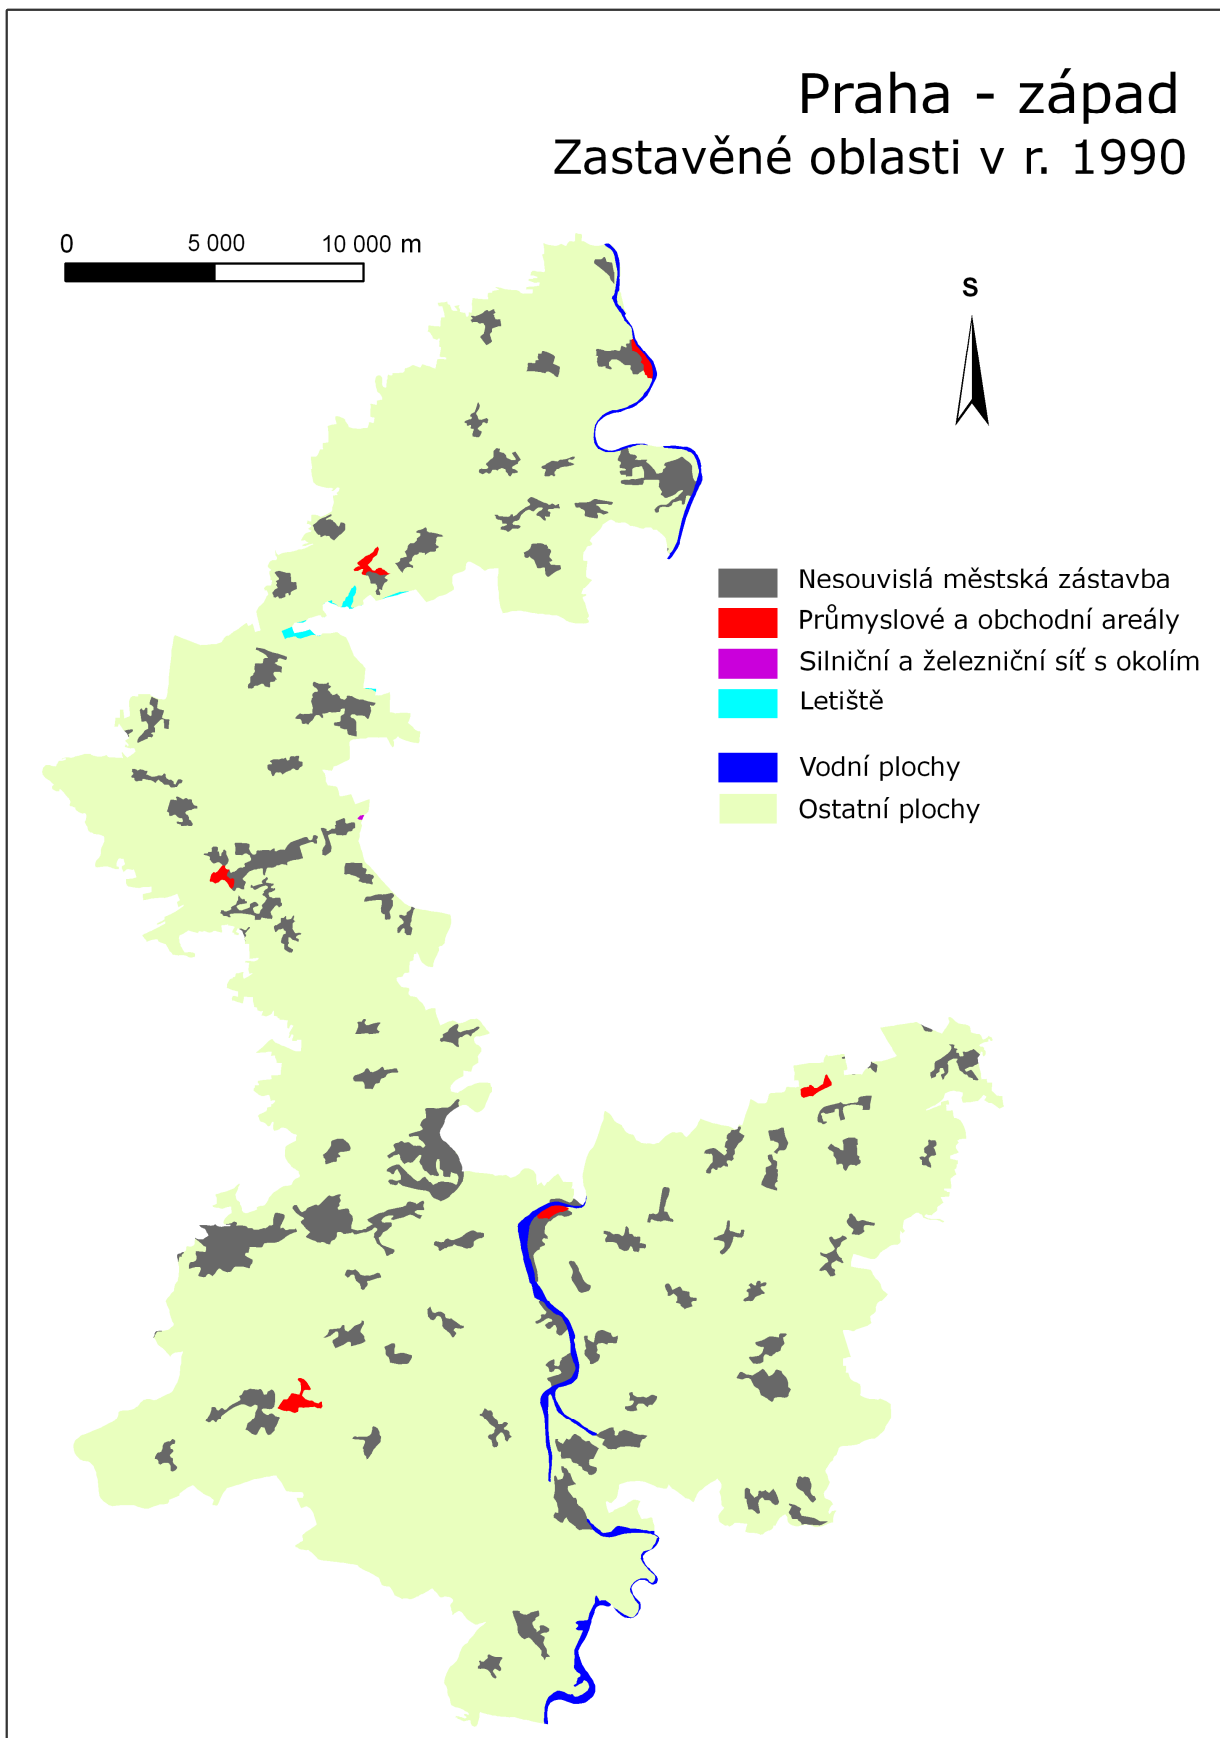 Praha - západ
Zastavěné oblasti v r. 1990
0 5 000 10 000 m
S
Nesouvislá městská zástavba
Průmyslové a obchodní areály
Silniční a železniční síť s okolím
Letiště
Vodní plochy
Ostatní plochy